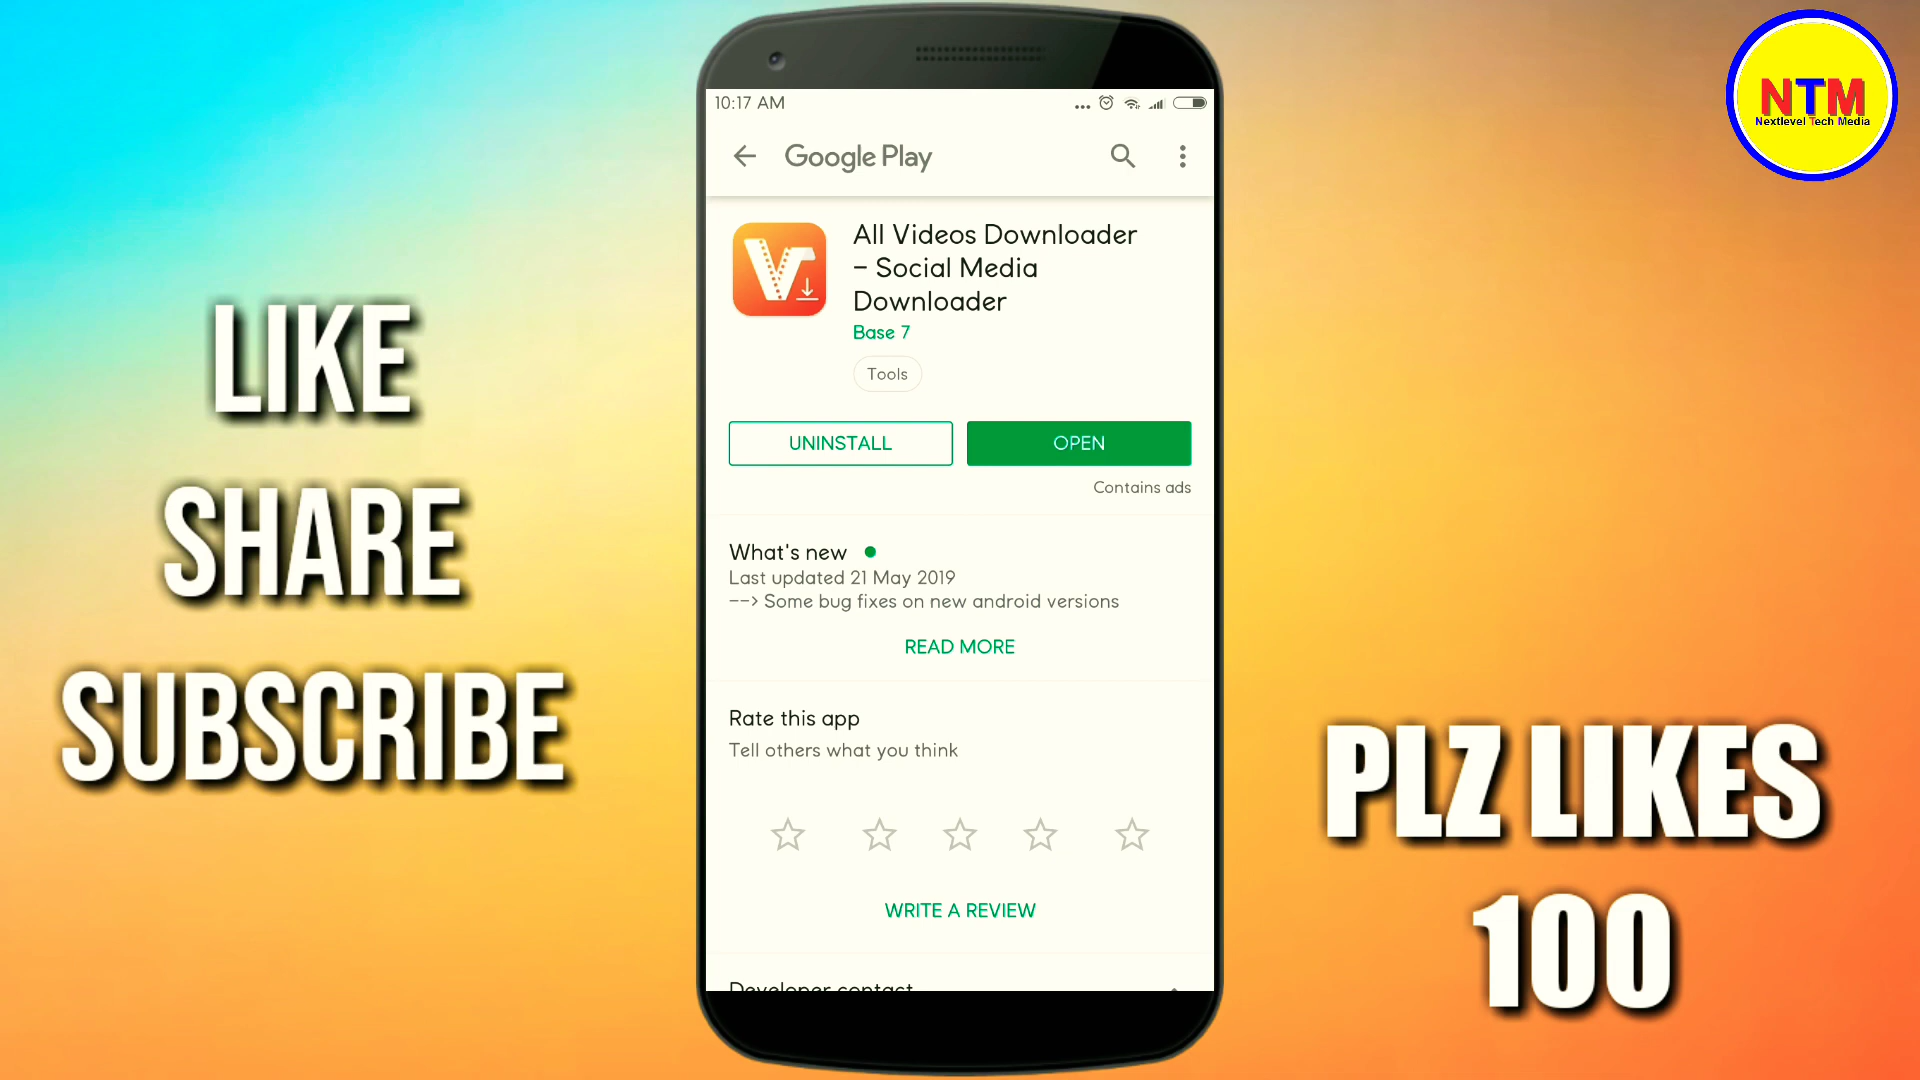 LIKE
SHARE
SUBSCRIBE
10:17 AM
Google Play
All Videos Downloader
– Social Media
Downloader
Base 7
Tools
UNINSTALL
OPEN
Contains ads
What's new
Last updated 21 May 2019
--> Some bug fixes on new android versions
READ MORE
Rate this app
Tell others what you think
WRITE A REVIEW
Developer contact
NTM
Nextlevel Tech Media
PLZ LIKES
100